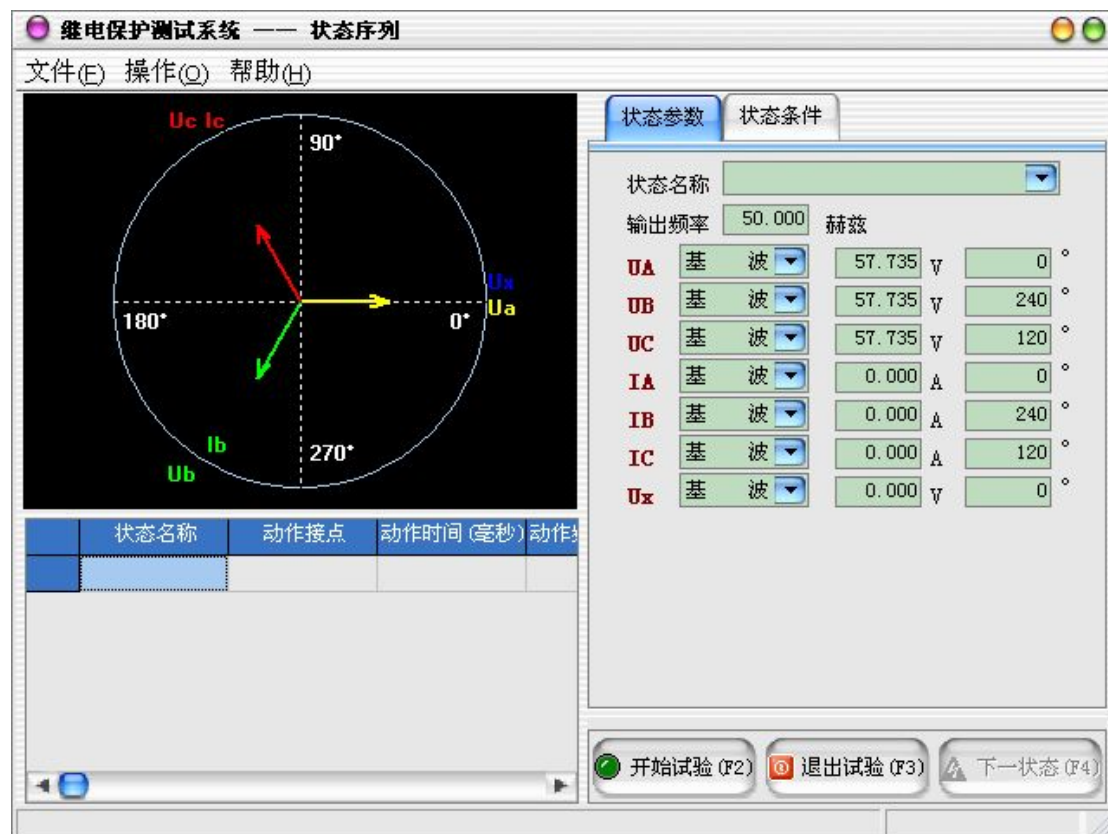 继电保护测试系统 —— 状态序列
文件(F) 操作(O) 帮助(H)
Uc Ic
90°
180°
0°
Ux
Ua
270°
Ib
Ub
状态参数 状态条件
状态名称
输出频率 50.000 赫兹
UA 基 波 57.735 V 0 °
UB 基 波 57.735 V 240 °
UC 基 波 57.735 V 120 °
IA 基 波 0.000 A 0 °
IB 基 波 0.000 A 240 °
IC 基 波 0.000 A 120 °
Ux 基 波 0.000 V 0 °
状态名称 动作接点 动作时间(毫秒) 动作
开始试验(F2) 退出试验(F3) 下一状态(F4)